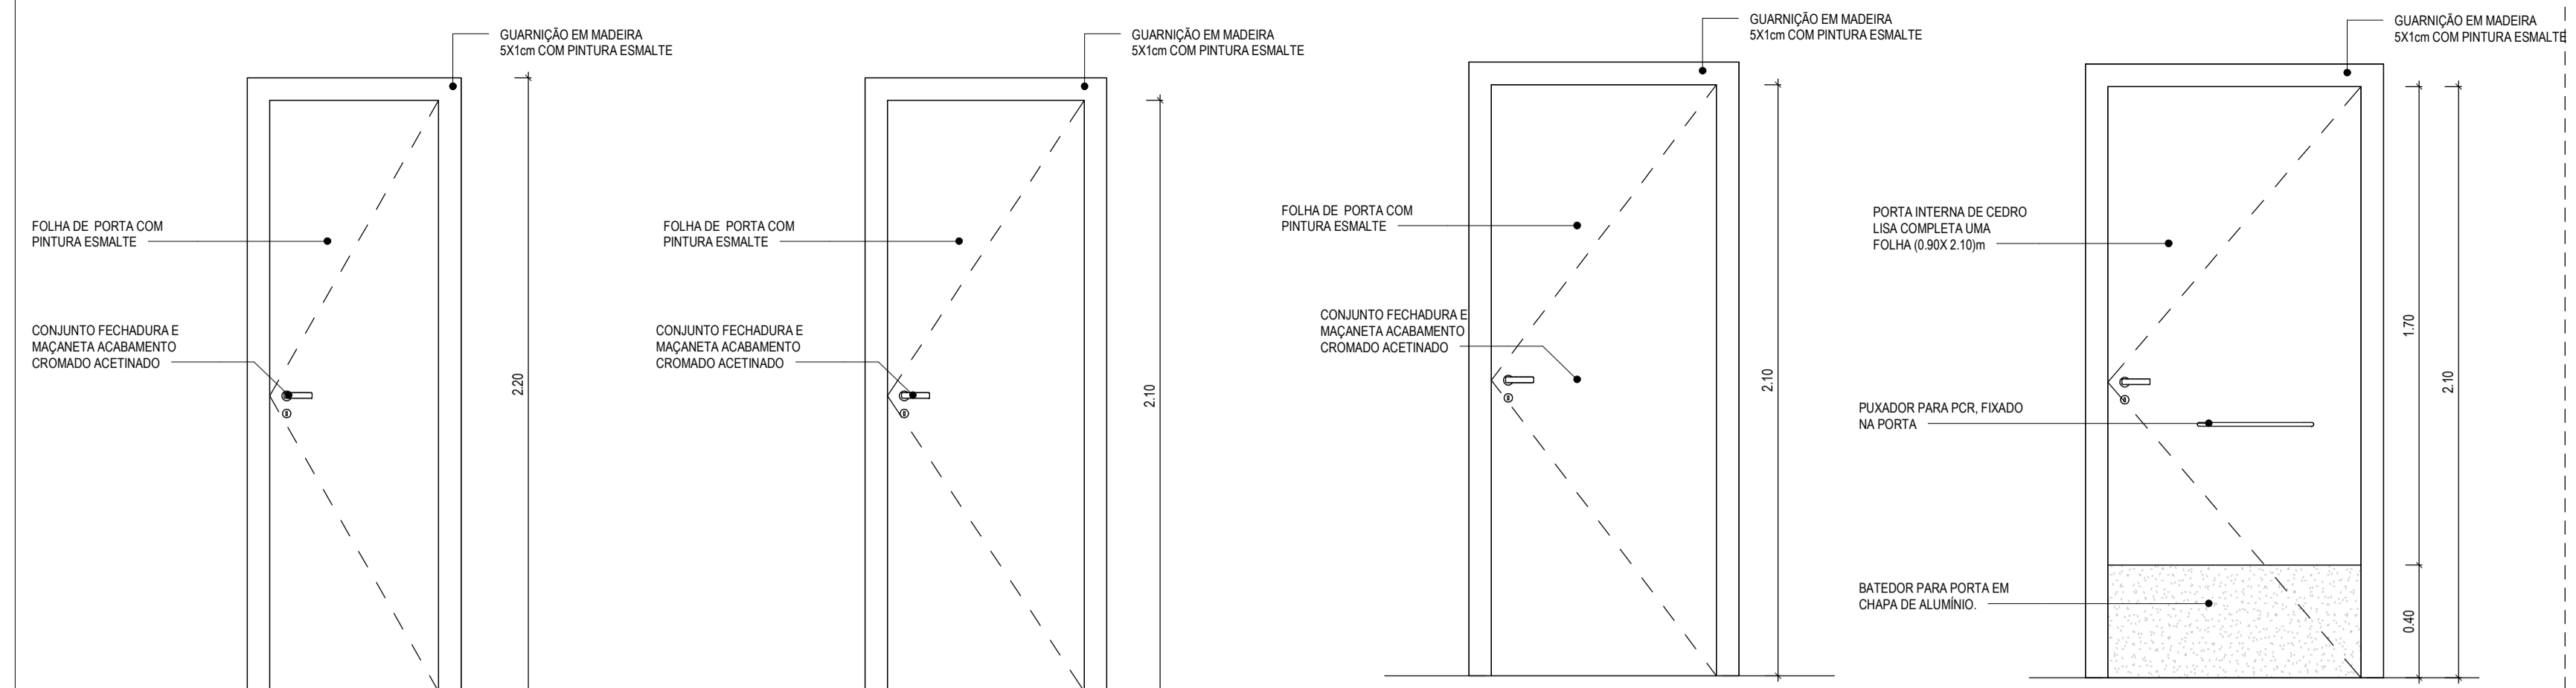 GUARNIÇÃO EM MADEIRA
5X1cm COM PINTURA ESMALTE
FOLHA DE PORTA COM
PINTURA ESMALTE
CONJUNTO FECHADURA E
MAÇANETA ACABAMENTO
CROMADO ACETINADO
2.20
GUARNIÇÃO EM MADEIRA
5X1cm COM PINTURA ESMALTE
FOLHA DE PORTA COM
PINTURA ESMALTE
CONJUNTO FECHADURA E
MAÇANETA ACABAMENTO
CROMADO ACETINADO
2.10
GUARNIÇÃO EM MADEIRA
5X1cm COM PINTURA ESMALTE
FOLHA DE PORTA COM
PINTURA ESMALTE
CONJUNTO FECHADURA E
MAÇANETA ACABAMENTO
CROMADO ACETINADO
2.10
GUARNIÇÃO EM MADEIRA
5X1cm COM PINTURA ESMALTE
PORTA INTERNA DE CEDRO
LISA COMPLETA UMA
FOLHA (0.90X 2.10)m
1.70
2.10
PUXADOR PARA PCR, FIXADO
NA PORTA
BATEDOR PARA PORTA EM
CHAPA DE ALUMÍNIO.
0.40